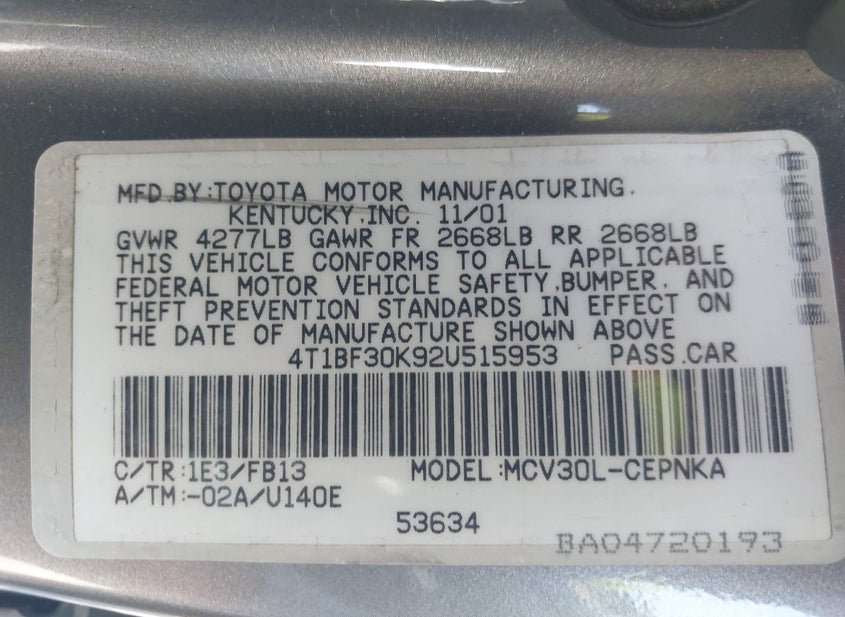 MFD.BY:TOYOTA MOTOR MANUFACTURING.
KENTUCKY,INC. 11/01
GVWR 4277LB GAWR FR 2668LB RR 2668LB
THIS VEHICLE CONFORMS TO ALL APPLICABLE
FEDERAL MOTOR VEHICLE SAFETY,BUMPER, AND
THEFT PREVENTION STANDARDS IN EFFECT ON
THE DATE OF MANUFACTURE SHOWN ABOVE
4T1BF30K92U515953 PASS.CAR
C/TR:1E3/FB13 MODEL:MCV30L-CEPNKA
A/TM:-02A/U140E
53634
BA04720193